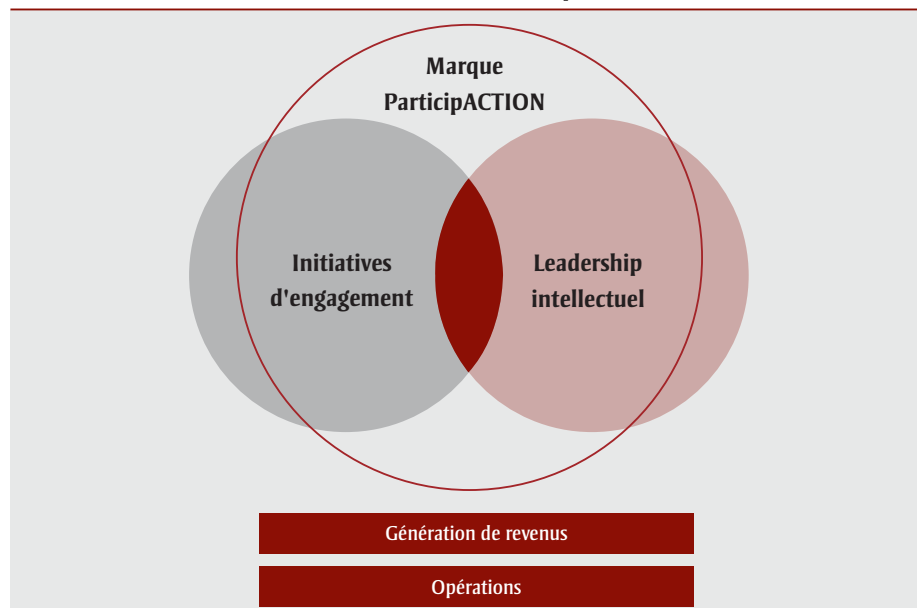 Marque
ParticipACTION
Initiatives
d'engagement
Leadership
intellectuel
Génération de revenus
Opérations